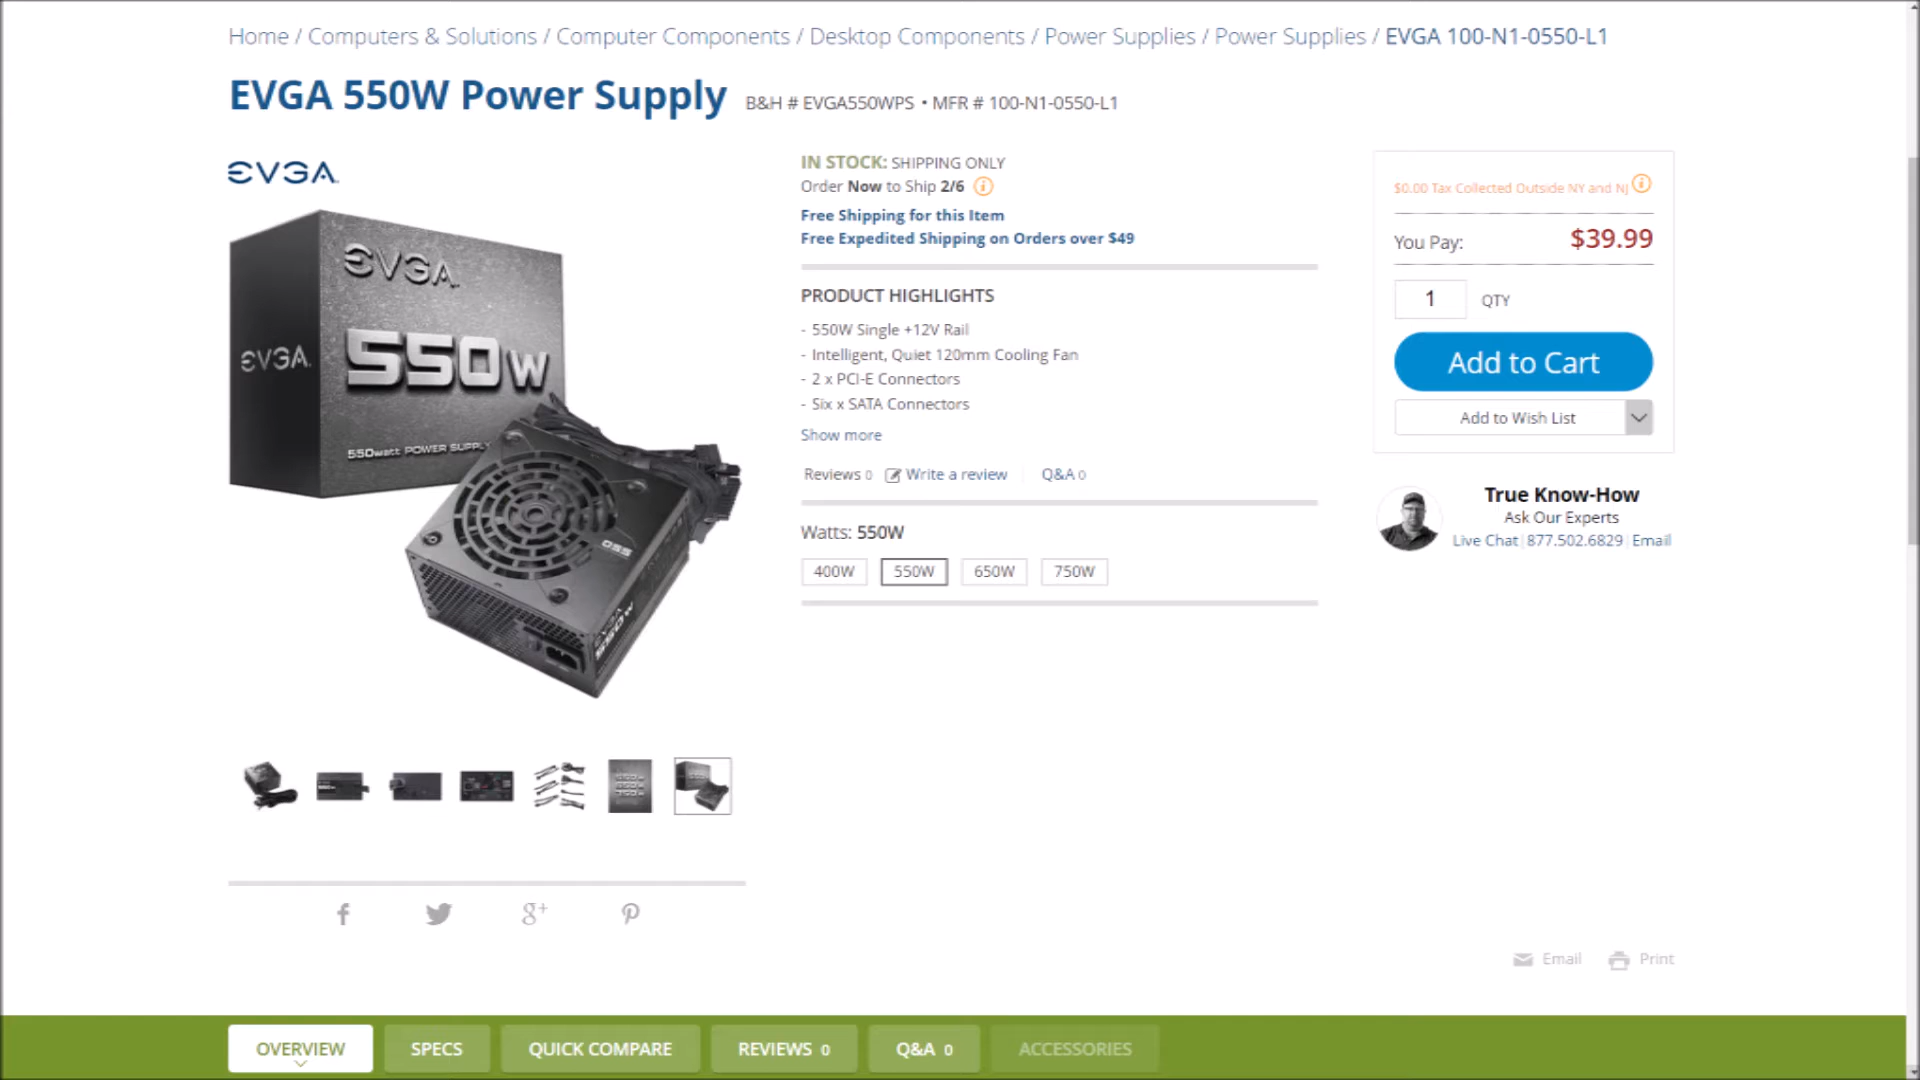 Home / Computers & Solutions / Computer Components / Desktop Components / Power Supplies / Power Supplies / EVGA 100-N1-0550-L1
EVGA 550W Power Supply B&H # EVGA550WPS • MFR # 100-N1-0550-L1
EVGA
EVGA
550W
EVGA
550watt POWER SUPPLY
550
EVGA
550W
IN STOCK: SHIPPING ONLY
Order Now to Ship 2/6
Free Shipping for this Item
Free Expedited Shipping on Orders over $49
PRODUCT HIGHLIGHTS
- 550W Single +12V Rail
- Intelligent, Quiet 120mm Cooling Fan
- 2 x PCI-E Connectors
- Six x SATA Connectors
Show more
Reviews 0 Write a review Q&A 0
Watts: 550W
400W 550W 650W 750W
$0.00 Tax Collected Outside NY and NJ
You Pay: $39.99
1 QTY
Add to Cart
Add to Wish List
True Know-How
Ask Our Experts
Live Chat 877.502.6829 Email
Email Print
OVERVIEW SPECS QUICK COMPARE REVIEWS 0 Q&A 0 ACCESSORIES